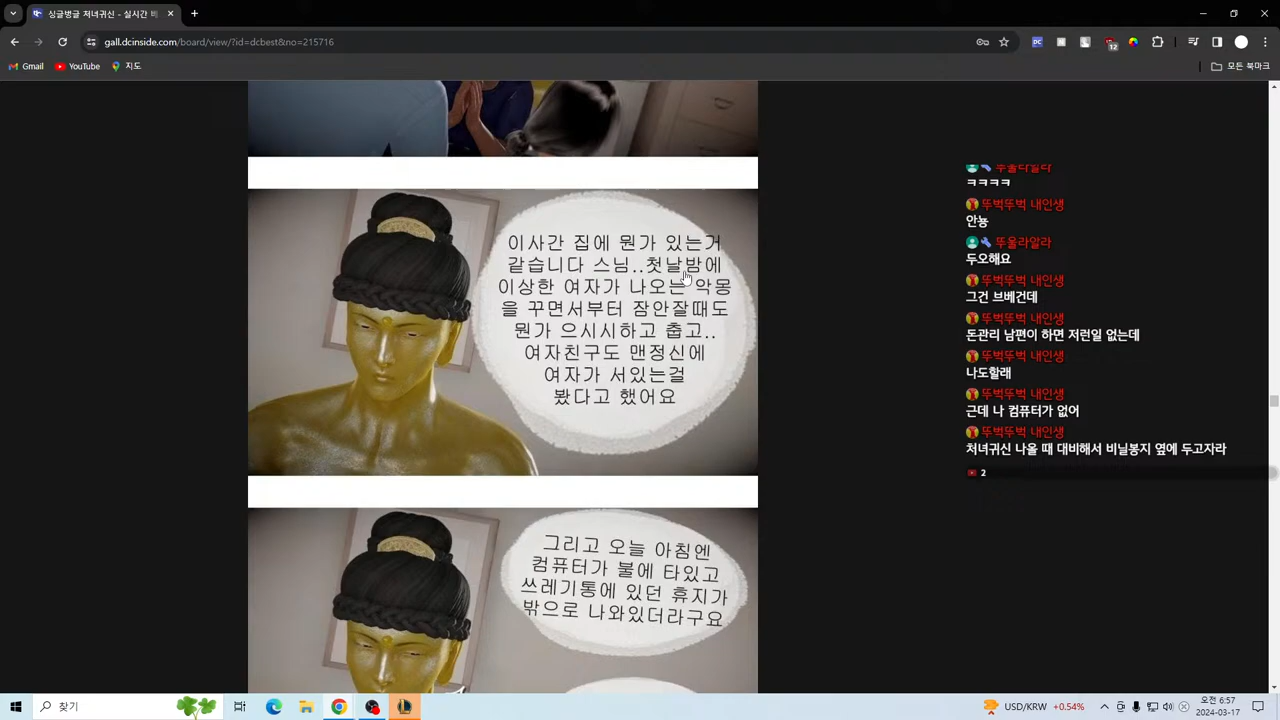 싱글벙글 처녀귀신 - 실시간 베
gall.dcinside.com/board/view/?id=dcbest&no=215716
Gmail
YouTube
지도
모든 북마크
DC
12
이사간 집에 뭔가 있는거
같습니다 스님..첫날밤에
이상한 여자가 나오는 악몽
을 꾸면서부터 잠안잘때도
뭔가 으시시하고 춥고..
여자친구도 맨정신에
여자가 서있는걸
봤다고 했어요
그리고 오늘 아침엔
컴퓨터가 불에 타있고
쓰레기통에 있던 휴지가
밖으로 나와있더라구요
뚜울라알라
ㅋㅋㅋㅋ
뚜벅뚜벅 내인생
안뇽
뚜울라알라
두오해요
뚜벅뚜벅 내인생
그건 브베건데
뚜벅뚜벅 내인생
돈관리 남편이 하면 저런일 없는데
뚜벅뚜벅 내인생
나도할래
뚜벅뚜벅 내인생
근데 나 컴퓨터가 없어
뚜벅뚜벅 내인생
처녀귀신 나올 때 대비해서 비닐봉지 옆에 두고자라
2
찾기
USD/KRW +0.54%
오전 6:57
2024-03-17